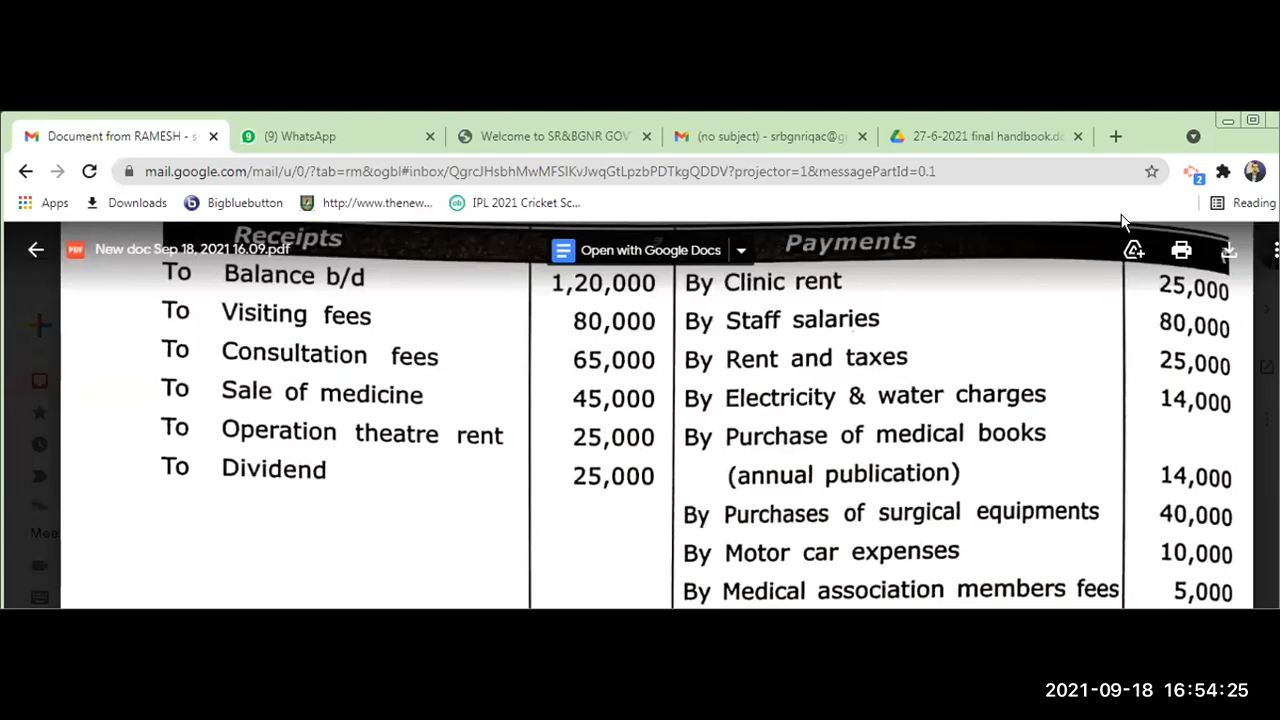 Document from RAMESH - s
(9) WhatsApp
Welcome to SR&BGNR GOV
(no subject) - srbgnriqac@g
27-6-2021 final handbook.do
mail.google.com/mail/u/0/?tab=rm&ogbl#inbox/QgrcJHsbhMwMFSlKvJwqGtLpzbPDTkgQDDV?projector=1&messagePartId=0.1
2
Apps
Downloads
Bigbluebutton
http://www.thenew...
IPL 2021 Cricket Sc...
Reading
PDF New doc Sep 18, 2021 16.09.pdf
Open with Google Docs
Receipts Payments
To Balance b/d 1,20,000 By Clinic rent 25,000
To Visiting fees 80,000 By Staff salaries 80,000
To Consultation fees 65,000 By Rent and taxes 25,000
To Sale of medicine 45,000 By Electricity & water charges 14,000
To Operation theatre rent 25,000 By Purchase of medical books
To Dividend 25,000 (annual publication) 14,000
By Purchases of surgical equipments 40,000
Mee
By Motor car expenses 10,000
By Medical association members fees 5,000
2021-09-18 16:54:25